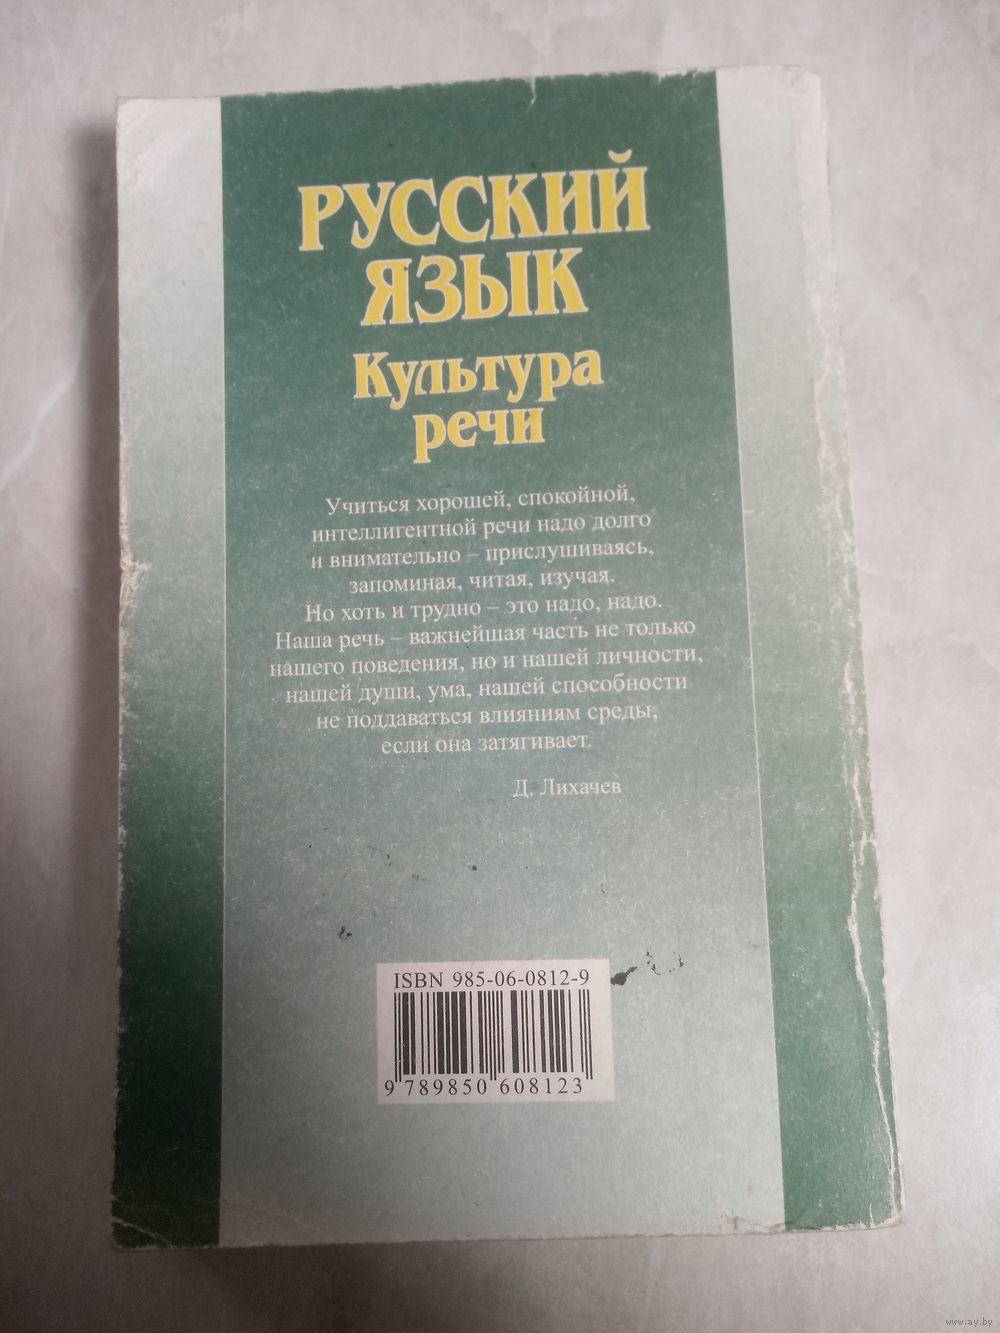 РУССКИЙ
ЯЗЫК
Культура
речи
Учиться хорошей, спокойной,
интеллигентной речи надо долго
и внимательно – прислушиваясь,
запоминая, читая, изучая.
Но хоть и трудно – это надо, надо.
Наша речь – важнейшая часть не только
нашего поведения, но и нашей личности,
нашей души, ума, нашей способности
не поддаваться влияниям среды,
если она затягивает.
Д. Лихачев
ISBN 985-06-0812-9
9 789850 608123
www.ay.by